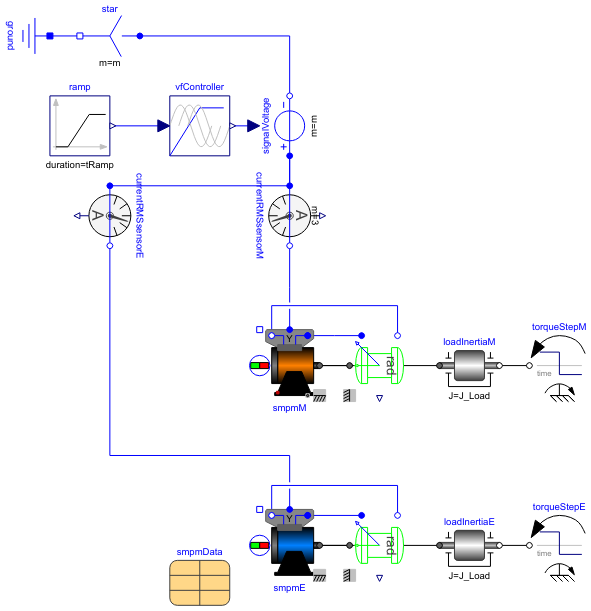 star
ground
m=m
ramp
vfController
signalVoltage
m=m
−
+
duration=tRamp
currentRMSsensorE
currentRMSsensorM
A
A
m=3
Y
rad
smpmM
loadInertiaM
J=J_Load
torqueStepM
time
Y
rad
smpmE
loadInertiaE
J=J_Load
torqueStepE
time
smpmData